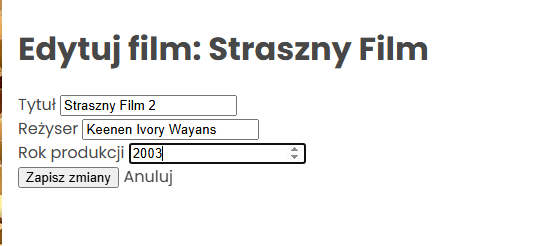 Edytuj film: Straszny Film
Tytuł Straszny Film 2
Reżyser Keenen Ivory Wayans
Rok produkcji 2003
Zapisz zmiany Anuluj